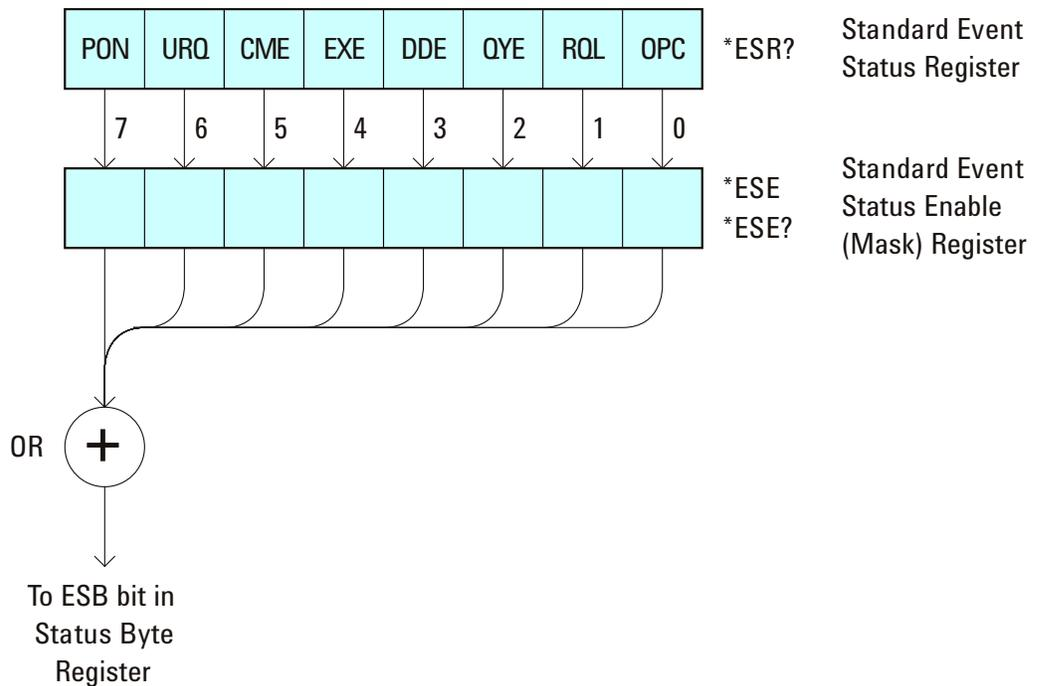 PON URQ CME EXE DDE QYE RQL OPC *ESR?
Standard Event
Status Register
7 6 5 4 3 2 1 0
*ESE
*ESE?
Standard Event
Status Enable
(Mask) Register
OR +
To ESB bit in
Status Byte
Register